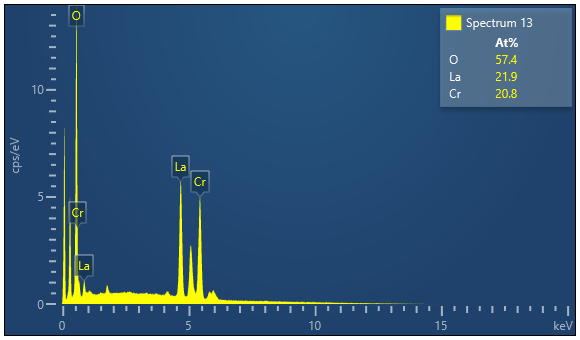 Spectrum 13
At%
O 57.4
La 21.9
Cr 20.8
O
10
cps/eV
La
Cr
5
Cr
La
0
0 5 10 15 keV